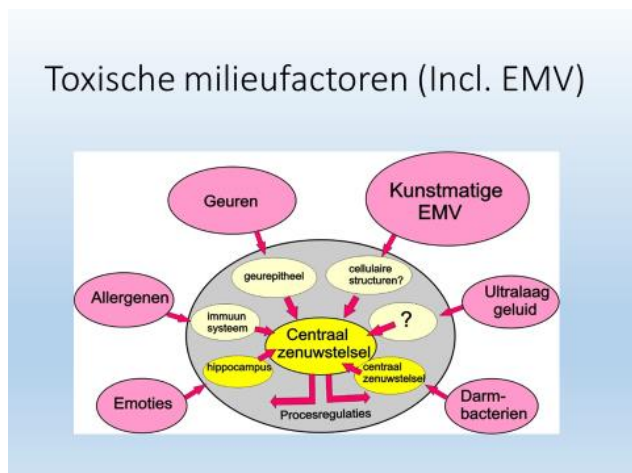 Toxische milieufactoren (Incl. EMV)
Geuren
Kunstmatige
EMV
geurepitheel
cellulaire
structuren?
Allergenen
Ultralaag
geluid
immuun
systeem
?
Centraal
zenuwstelsel
hippocampus
centraal
zenuwstelsel
Emoties
Procesregulaties
Darm-
bacterien